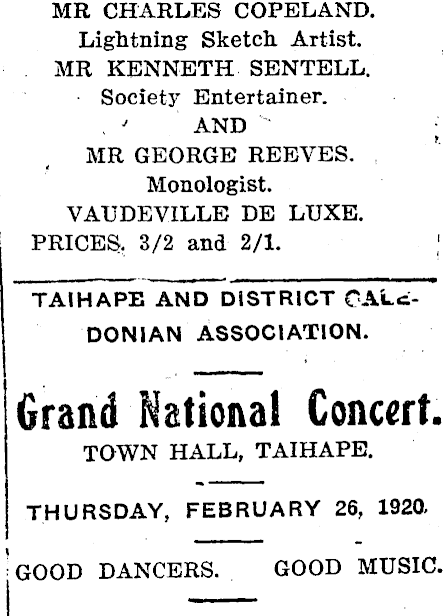 MR CHARLES COPELAND.
Lightning Sketch Artist.
MR KENNETH SENTELL.
Society Entertainer.
AND
MR GEORGE REEVES.
Monologist.
VAUDEVILLE DE LUXE.
PRICES. 3/2 and 2/1.
TAIHAPE AND DISTRICT CALE-
DONIAN ASSOCIATION.
Grand National Concert.
TOWN HALL, TAIHAPE.
THURSDAY, FEBRUARY 26, 1920.
GOOD DANCERS. GOOD MUSIC.